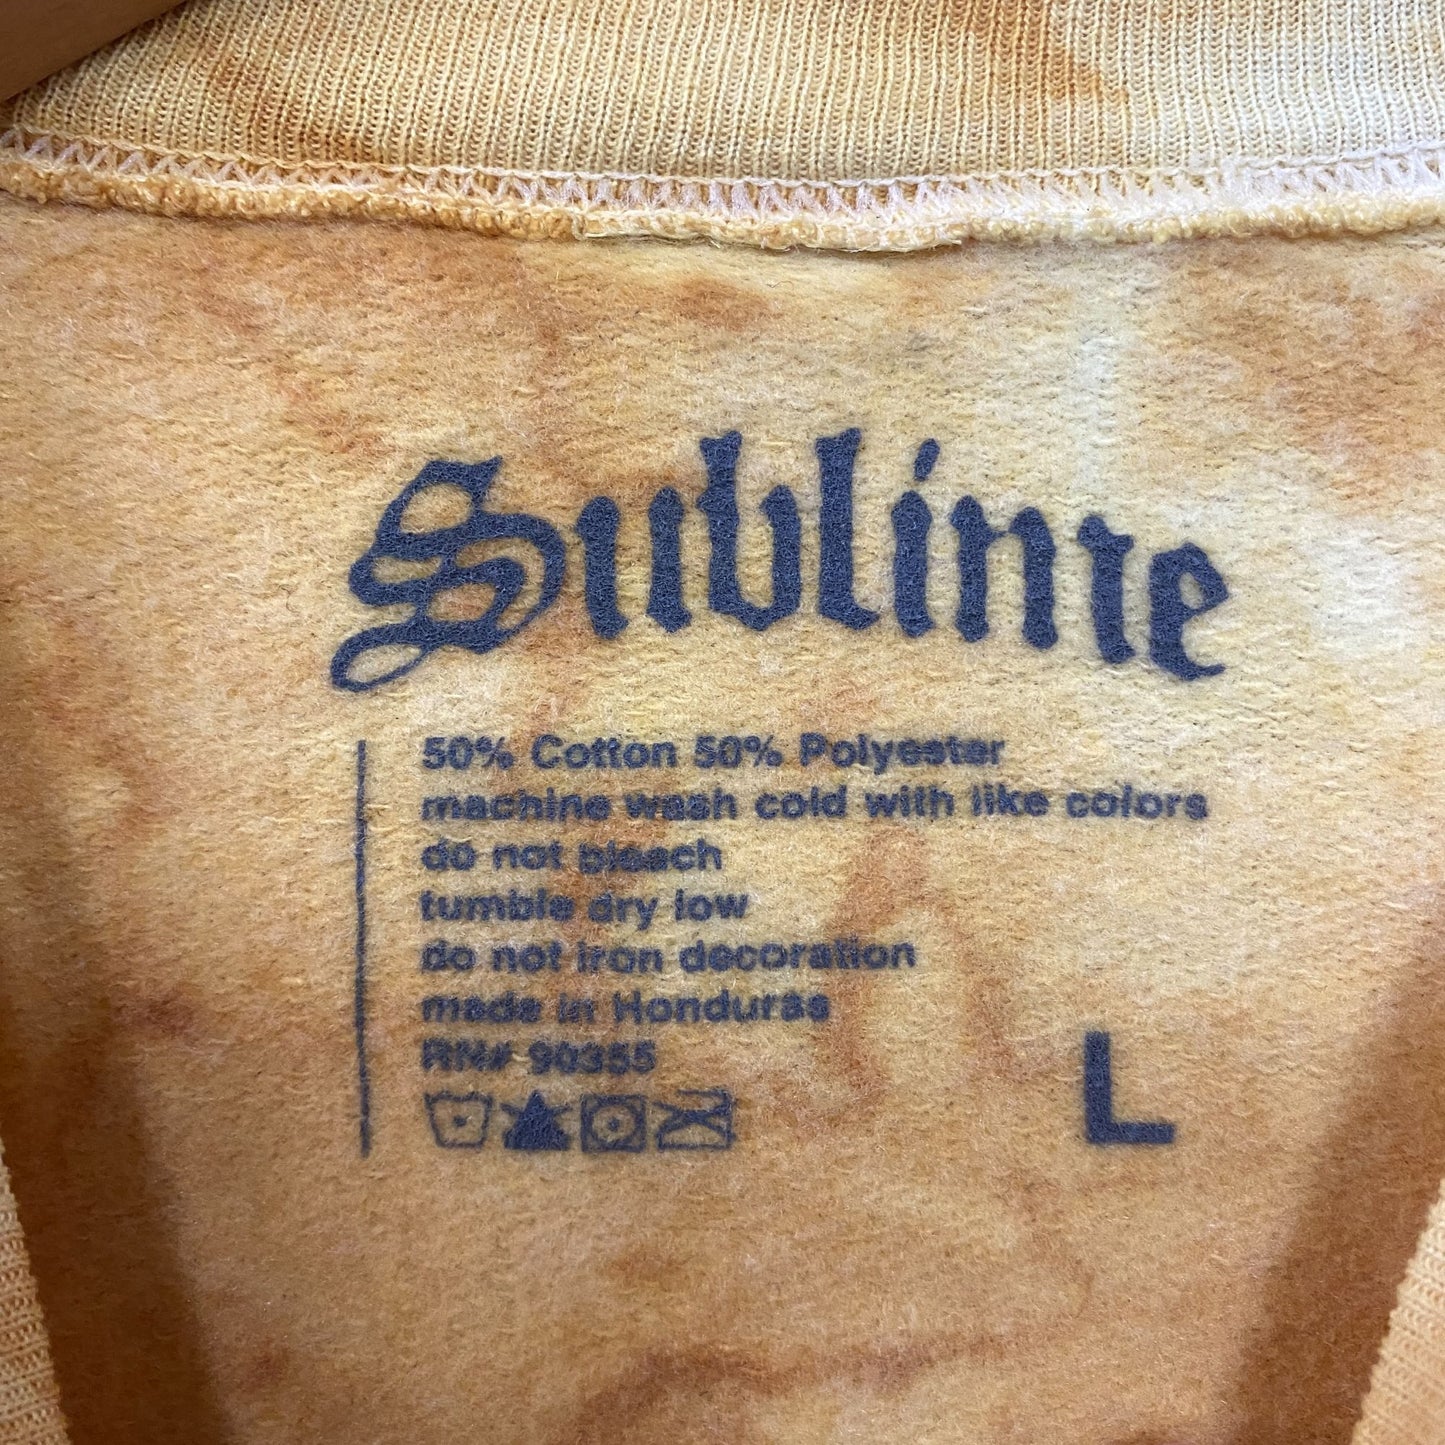 Sublime
50% Cotton 50% Polyester
machine wash cold with like colors
do not bleach
tumble dry low
do not iron decoration
made in Honduras
RN# 90355
L